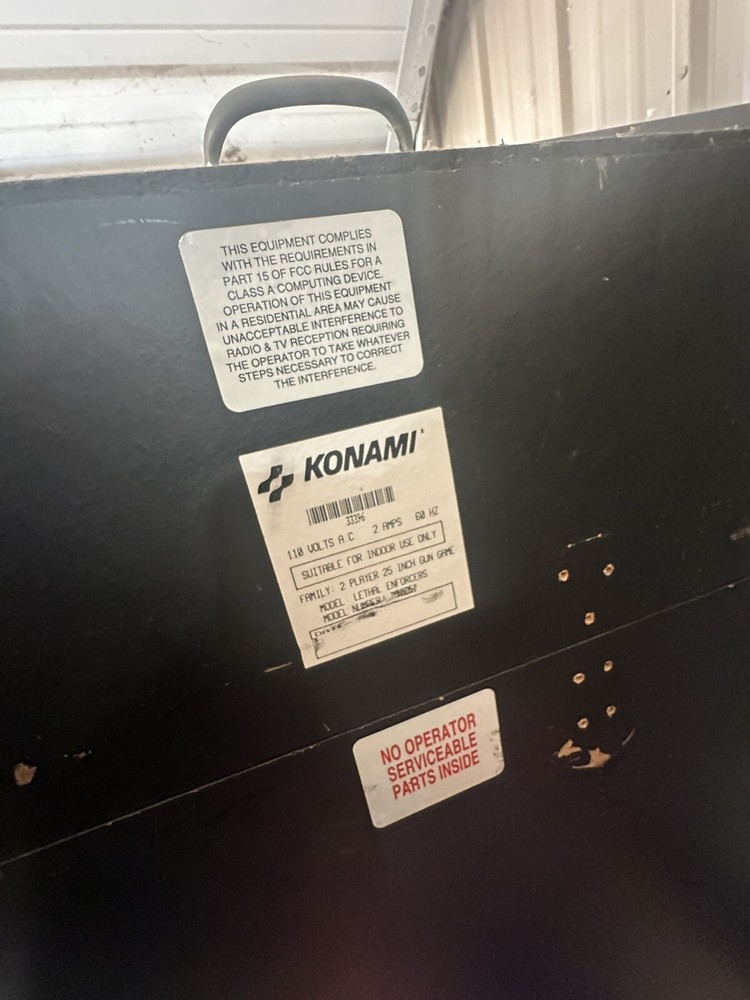 THIS EQUIPMENT COMPLIES
WITH THE REQUIREMENTS IN
PART 15 OF FCC RULES FOR A
CLASS A COMPUTING DEVICE.
OPERATION OF THIS EQUIPMENT
IN A RESIDENTIAL AREA MAY CAUSE
UNACCEPTABLE INTERFERENCE TO
RADIO & TV RECEPTION REQUIRING
THE OPERATOR TO TAKE WHATEVER
STEPS NECESSARY TO CORRECT
THE INTERFERENCE.
KONAMI
33396
110 VOLTS A.C 2 AMPS 60 HZ
SUITABLE FOR INDOOR USE ONLY
FAMILY: 2 PLAYER 25 INCH GUN GAME
MODEL: LETHAL ENFORCERS
MODEL NUMBER:
NO OPERATOR
SERVICEABLE
PARTS INSIDE